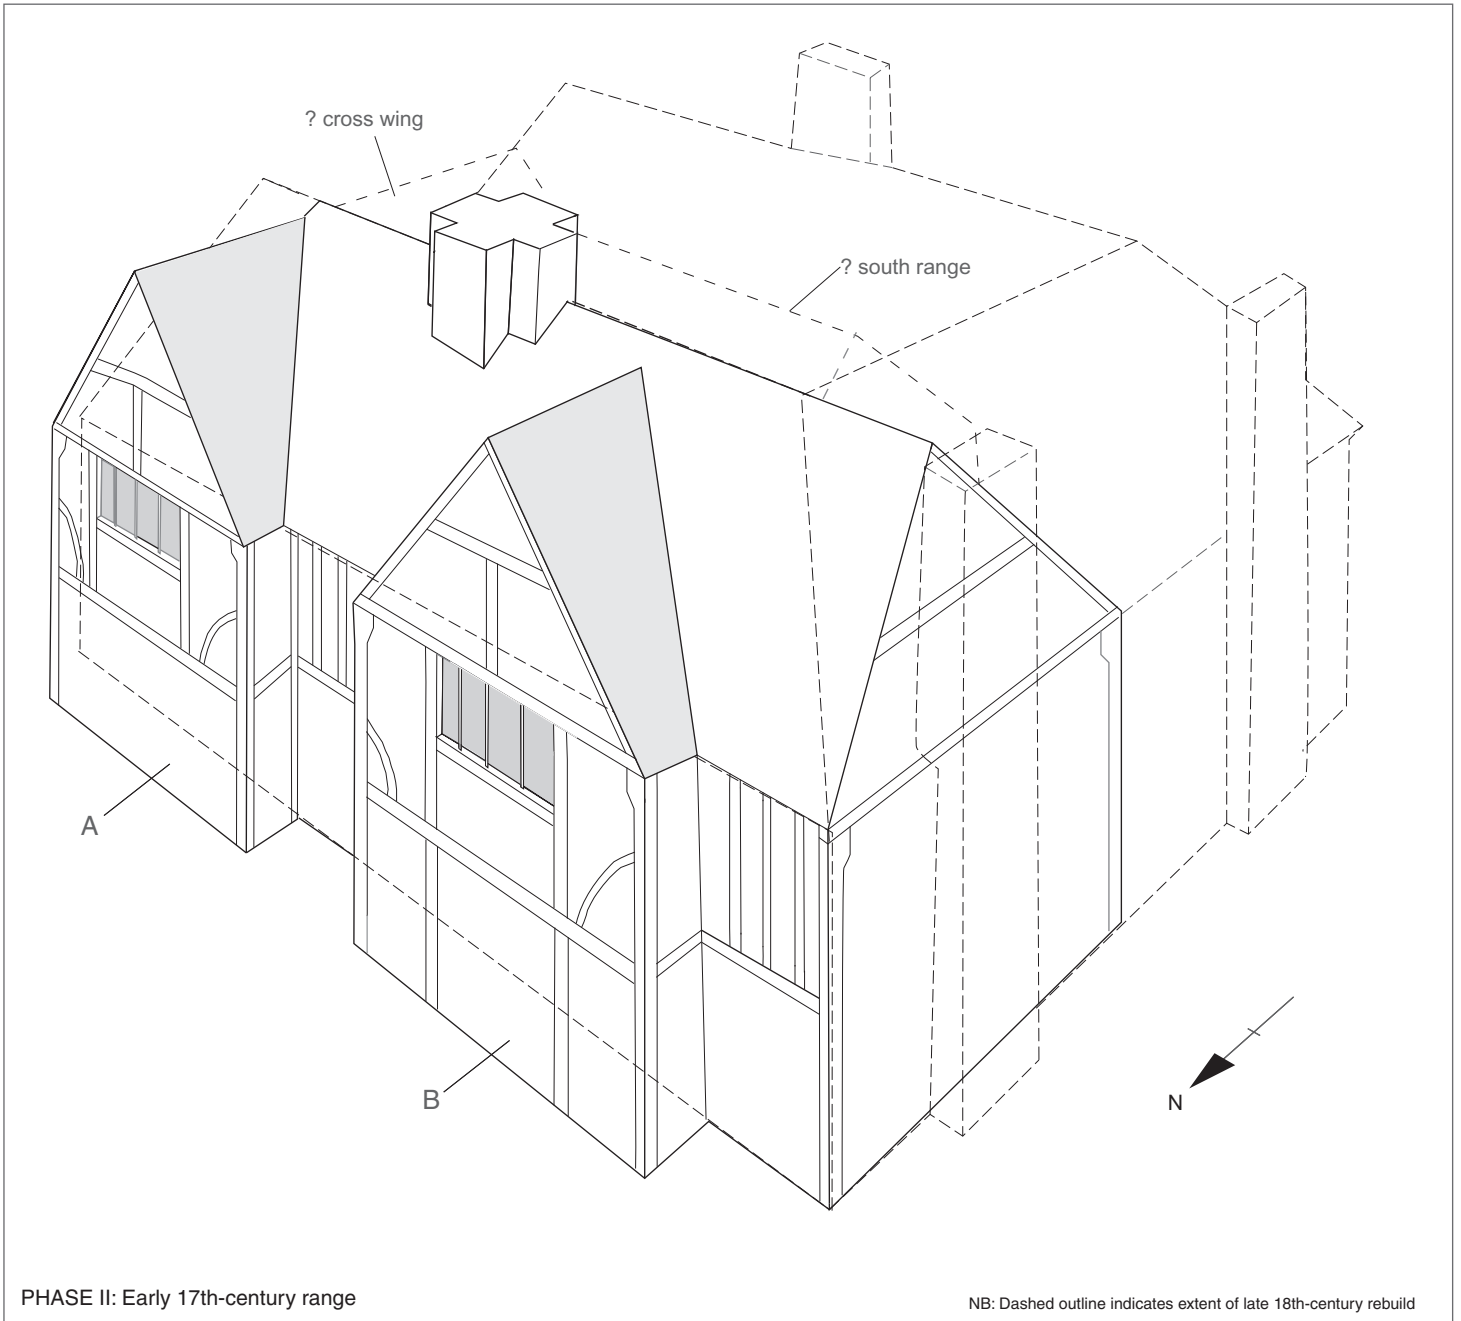 ? cross wing
? south range
A
B
N
PHASE II: Early 17th-century range
NB: Dashed outline indicates extent of late 18th-century rebuild